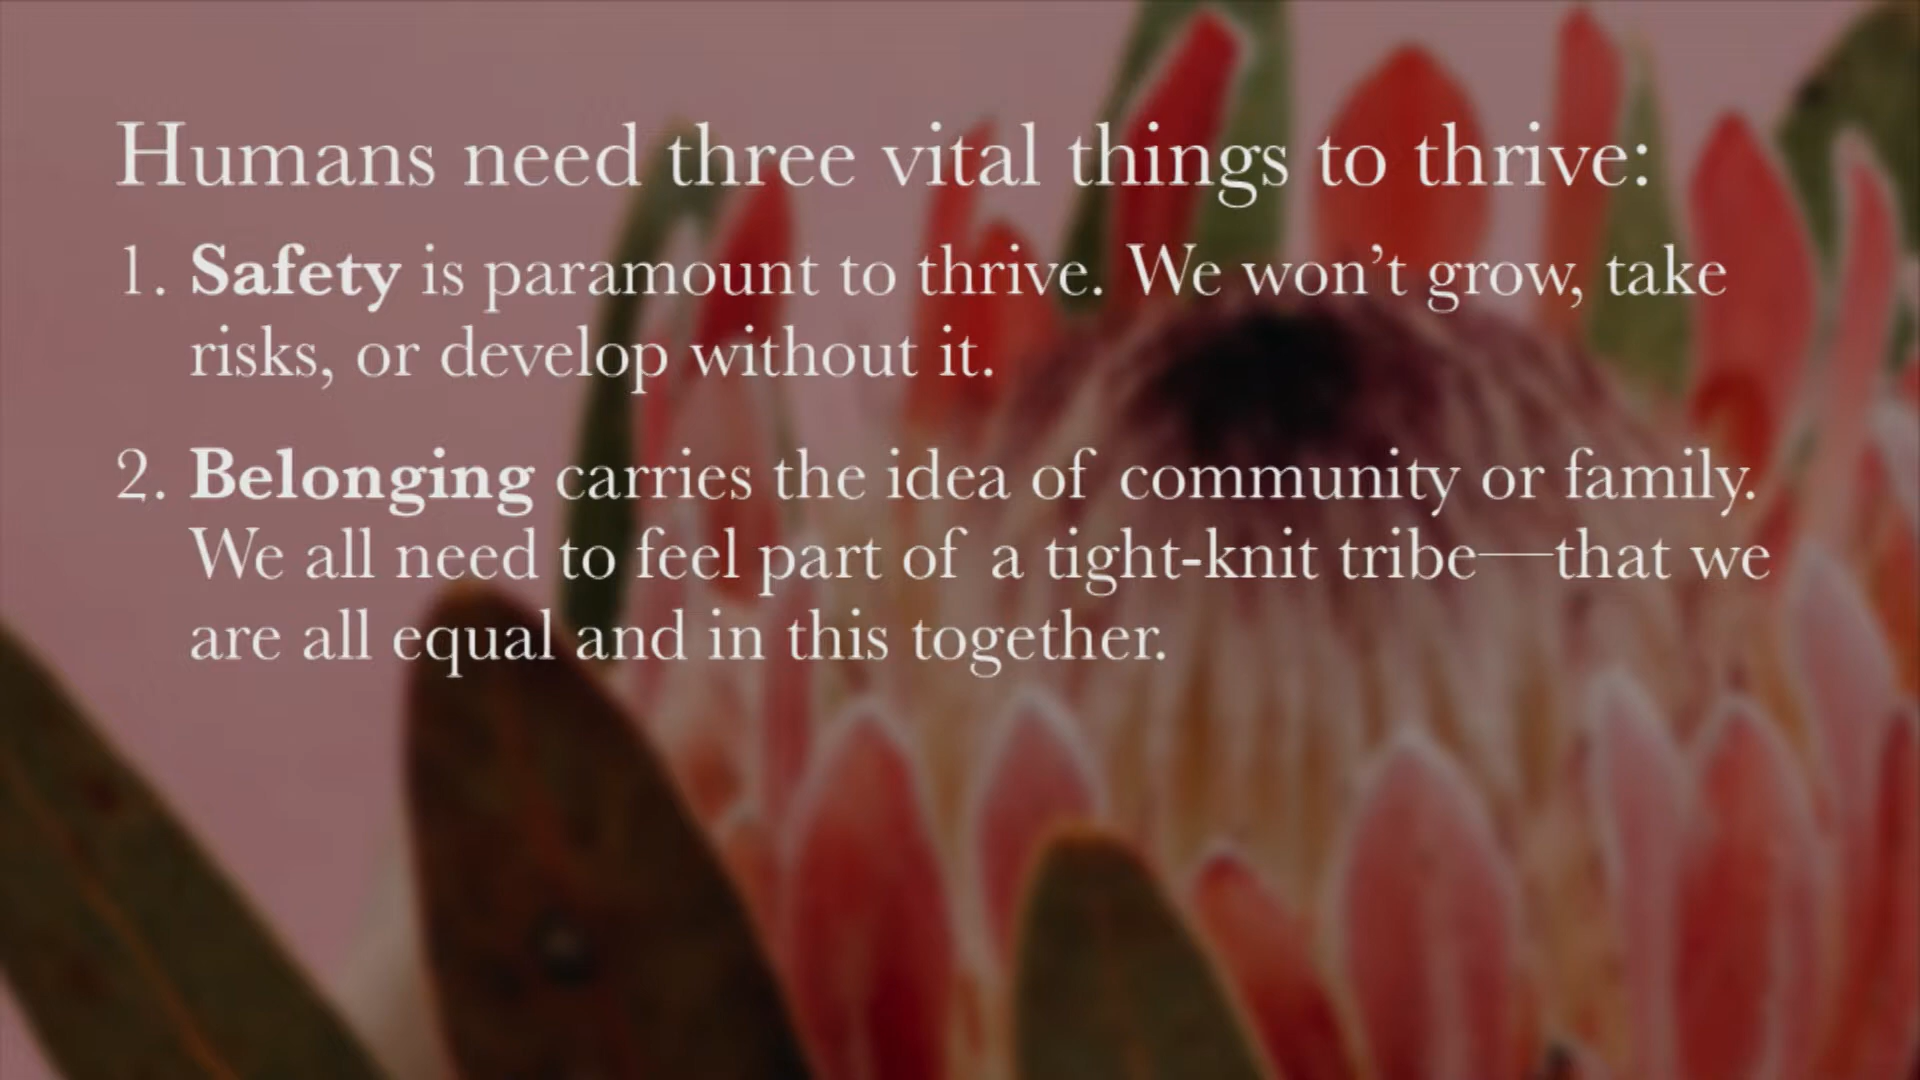 Humans need three vital things to thrive:
1. Safety is paramount to thrive. We won’t grow, take
risks, or develop without it.
2. Belonging carries the idea of community or family.
We all need to feel part of a tight-knit tribe—that we
are all equal and in this together.